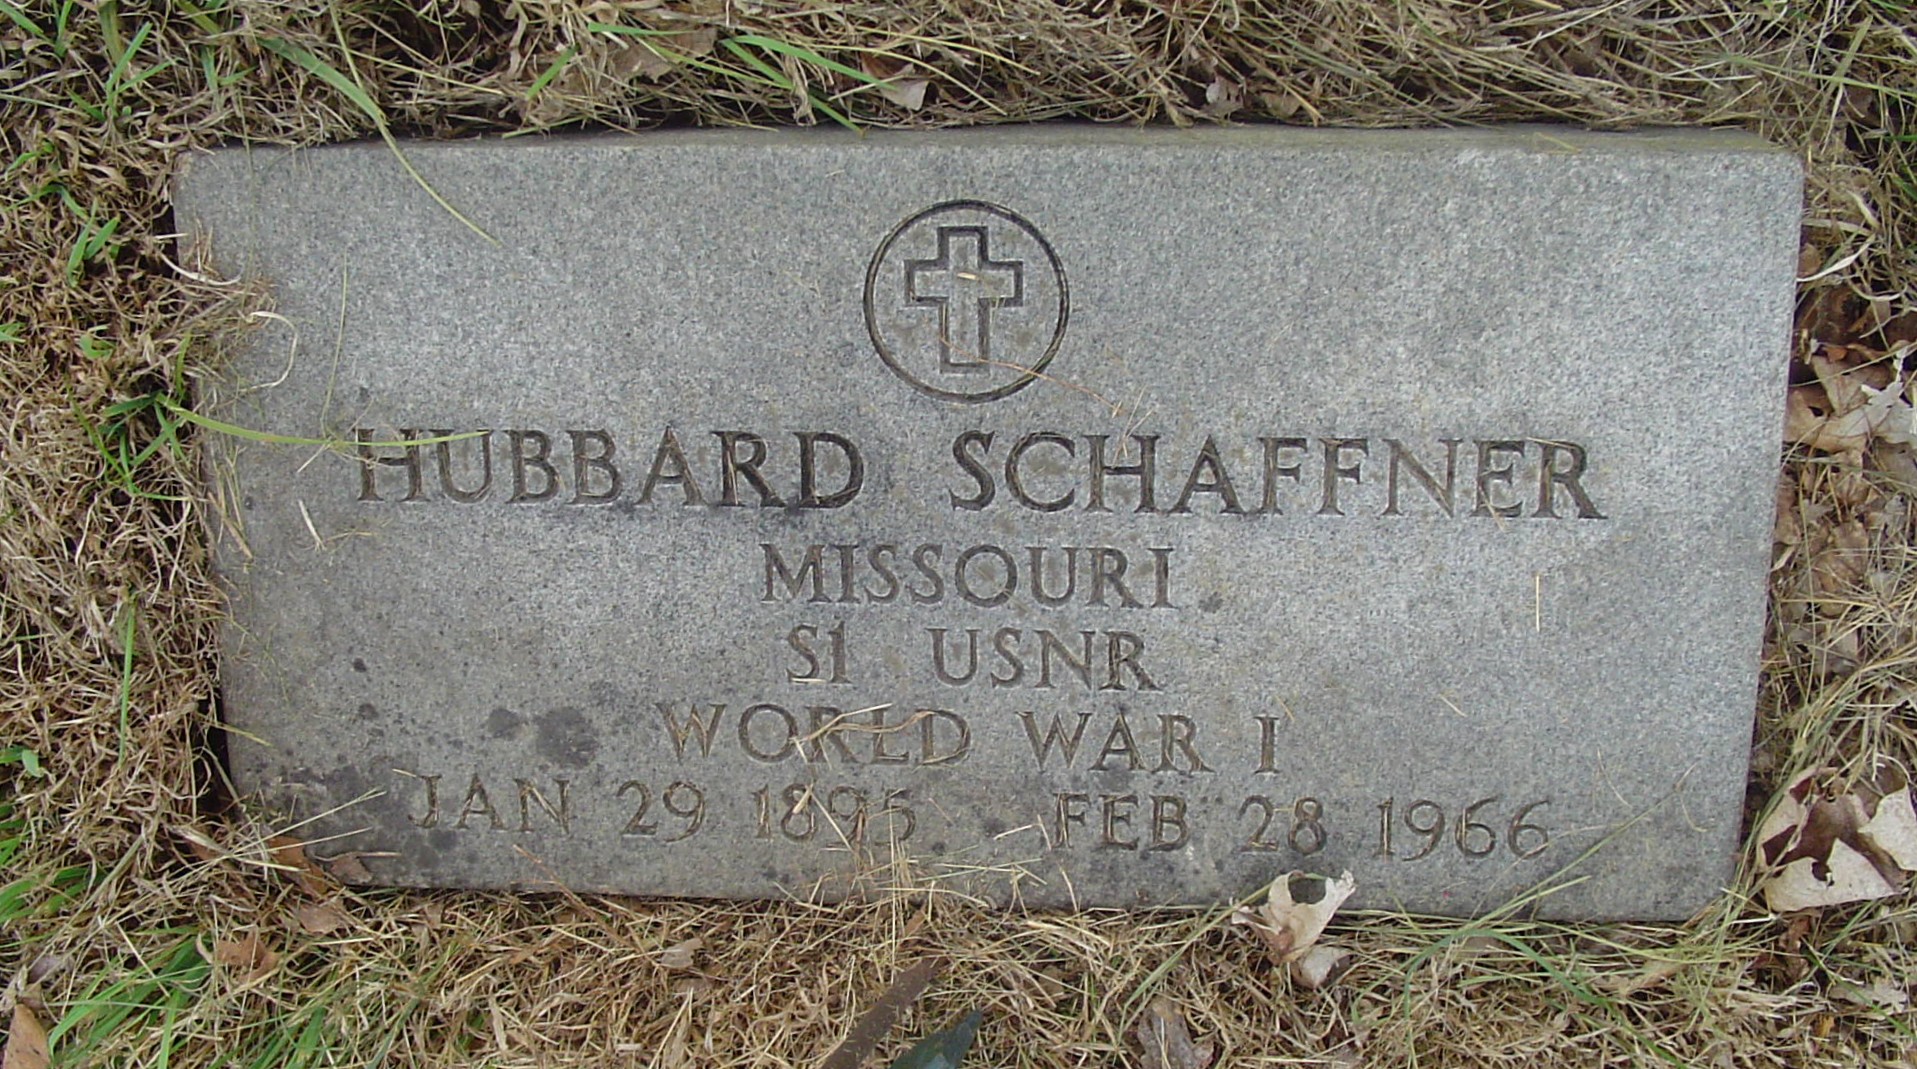 HUBBARD SCHAFFNER
MISSOURI
S1 USNR
WORLD WAR I
JAN 29 1895 FEB 28 1966